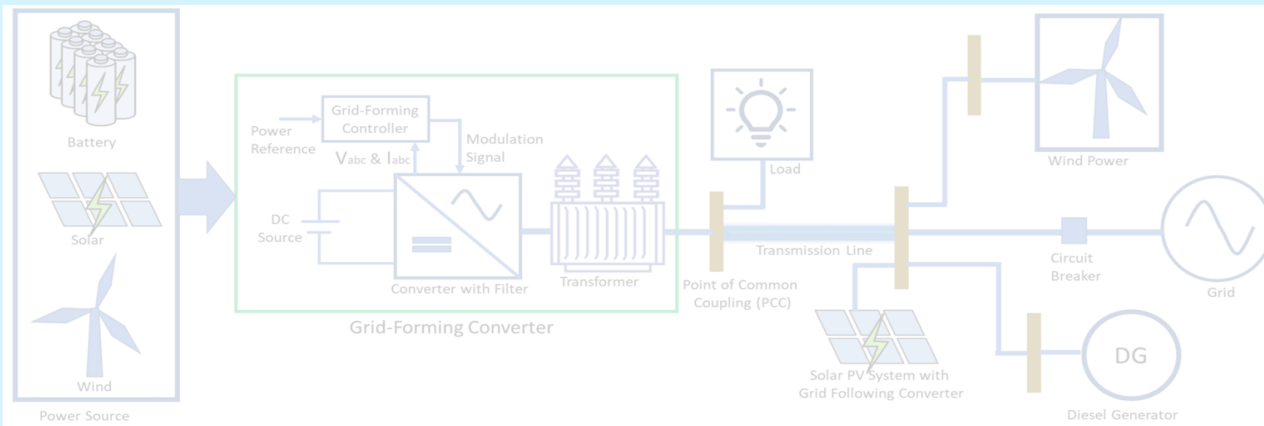 Battery
Solar
Wind
Power Source
Power
Reference
Grid-Forming
Controller
Vabc & Iabc
Modulation
Signal
DC
Source
Converter with Filter
Transformer
Grid-Forming Converter
Load
Point of Common
Coupling (PCC)
Transmission Line
Wind Power
Circuit
Breaker
Grid
Solar PV System with
Grid Following Converter
DG
Diesel Generator